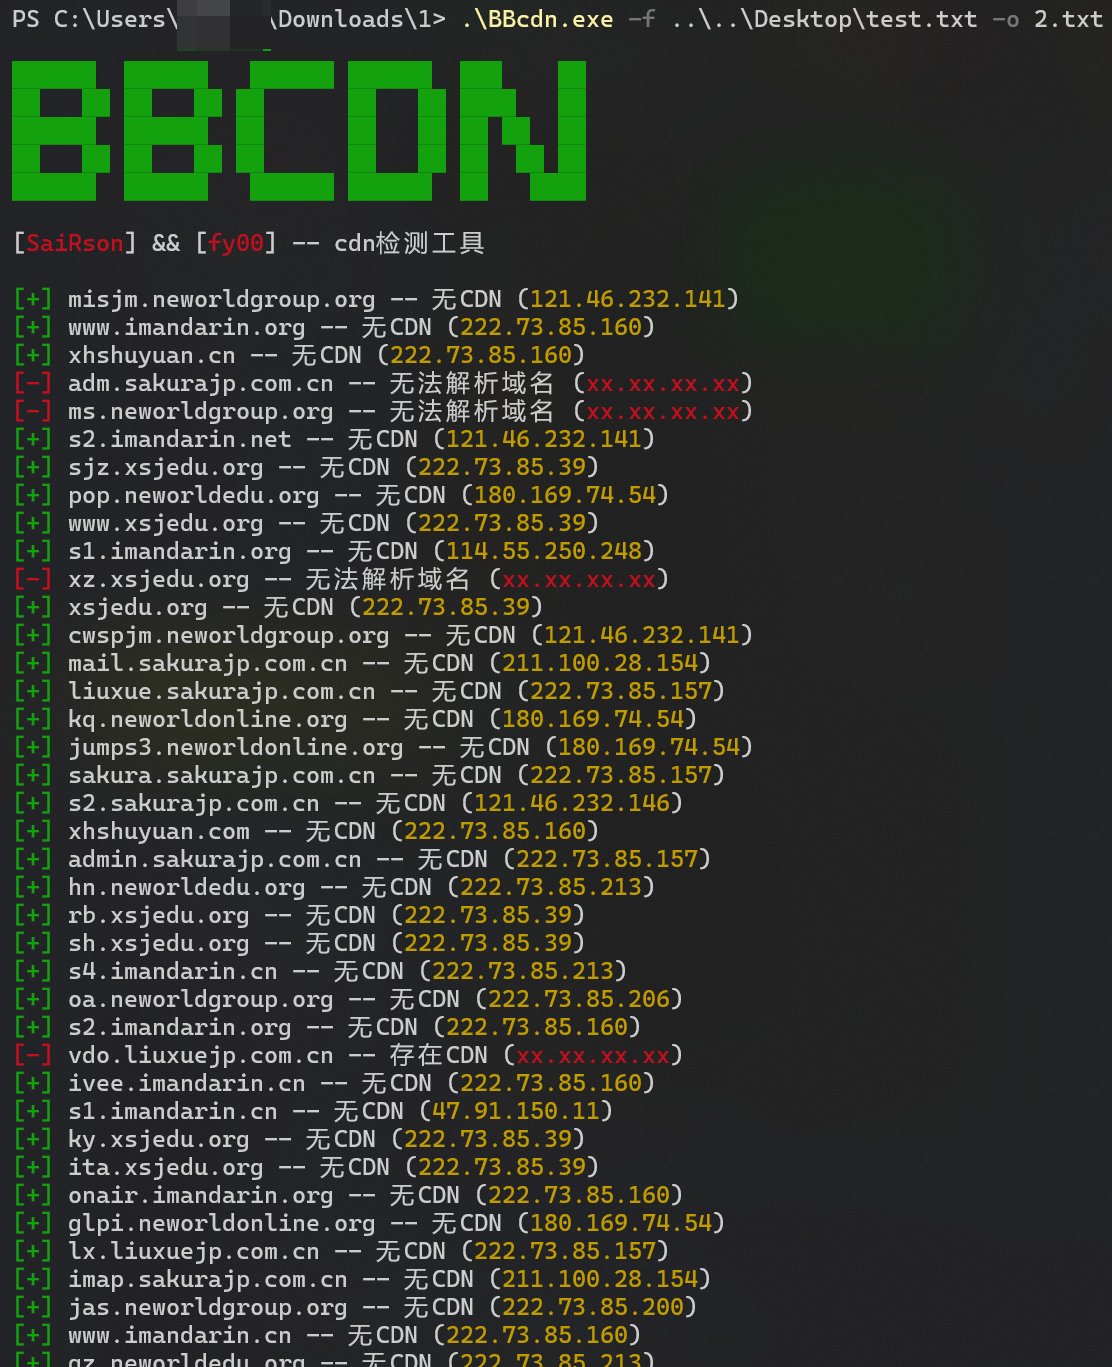 PS C:\Users\ \Downloads\1> .\BBcdn.exe -f ..\..\Desktop\test.txt -o 2.txt
BBCDN
[SaiRson] && [fy00] -- cdn检测工具
[+] misjm.neworldgroup.org -- 无CDN (121.46.232.141)
[+] www.imandarin.org -- 无CDN (222.73.85.160)
[+] xhshuyuan.cn -- 无CDN (222.73.85.160)
[-] adm.sakurajp.com.cn -- 无法解析域名 (xx.xx.xx.xx)
[-] ms.neworldgroup.org -- 无法解析域名 (xx.xx.xx.xx)
[+] s2.imandarin.net -- 无CDN (121.46.232.141)
[+] sjz.xsjedu.org -- 无CDN (222.73.85.39)
[+] pop.neworldedu.org -- 无CDN (180.169.74.54)
[+] www.xsjedu.org -- 无CDN (222.73.85.39)
[+] s1.imandarin.org -- 无CDN (114.55.250.248)
[-] xz.xsjedu.org -- 无法解析域名 (xx.xx.xx.xx)
[+] xsjedu.org -- 无CDN (222.73.85.39)
[+] cwspjm.neworldgroup.org -- 无CDN (121.46.232.141)
[+] mail.sakurajp.com.cn -- 无CDN (211.100.28.154)
[+] liuxue.sakurajp.com.cn -- 无CDN (222.73.85.157)
[+] kq.neworldonline.org -- 无CDN (180.169.74.54)
[+] jumps3.neworldonline.org -- 无CDN (180.169.74.54)
[+] sakura.sakurajp.com.cn -- 无CDN (222.73.85.157)
[+] s2.sakurajp.com.cn -- 无CDN (121.46.232.146)
[+] xhshuyuan.com -- 无CDN (222.73.85.160)
[+] admin.sakurajp.com.cn -- 无CDN (222.73.85.157)
[+] hn.neworldedu.org -- 无CDN (222.73.85.213)
[+] rb.xsjedu.org -- 无CDN (222.73.85.39)
[+] sh.xsjedu.org -- 无CDN (222.73.85.39)
[+] s4.imandarin.cn -- 无CDN (222.73.85.213)
[+] oa.neworldgroup.org -- 无CDN (222.73.85.206)
[+] s2.imandarin.org -- 无CDN (222.73.85.160)
[-] vdo.liuxuejp.com.cn -- 存在CDN (xx.xx.xx.xx)
[+] ivee.imandarin.cn -- 无CDN (222.73.85.160)
[+] s1.imandarin.cn -- 无CDN (47.91.150.11)
[+] ky.xsjedu.org -- 无CDN (222.73.85.39)
[+] ita.xsjedu.org -- 无CDN (222.73.85.39)
[+] onair.imandarin.org -- 无CDN (222.73.85.160)
[+] glpi.neworldonline.org -- 无CDN (180.169.74.54)
[+] lx.liuxuejp.com.cn -- 无CDN (222.73.85.157)
[+] imap.sakurajp.com.cn -- 无CDN (211.100.28.154)
[+] jas.neworldgroup.org -- 无CDN (222.73.85.200)
[+] www.imandarin.cn -- 无CDN (222.73.85.160)
[+] gz.neworldedu.org -- 无CDN (222.73.85.213)